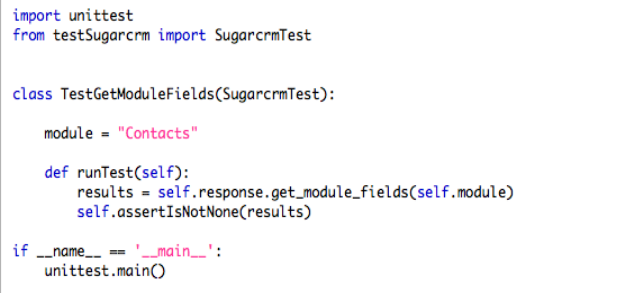 import unittest
from testSugarcrm import SugarcrmTest
class TestGetModuleFields(SugarcrmTest):
module = "Contacts"
def runTest(self):
results = self.response.get_module_fields(self.module)
self.assertIsNotNone(results)
if __name__ == '__main__':
unittest.main()